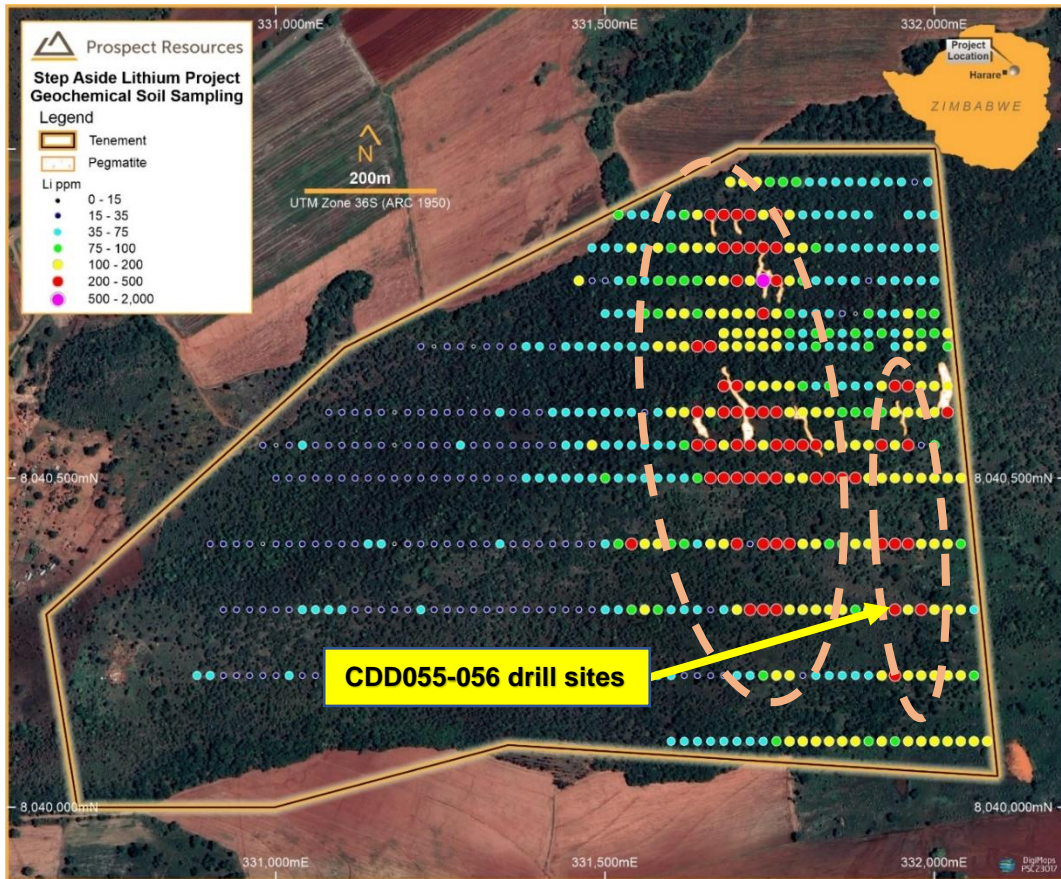 331,000mE
331,500mE
332,000mE
Prospect Resources
Step Aside Lithium Project
Geochemical Soil Sampling
Legend
Tenement
Pegmatite
Li ppm
0 - 15
15 - 35
35 - 75
75 - 100
100 - 200
200 - 500
500 - 2,000
N
200m
UTM Zone 36S (ARC 1950)
Project
Location
Harare
ZIMBABWE
8,040,500mN
8,040,500mN
CDD055-056 drill sites
8,040,000mN
8,040,000mN
331,000mE
331,500mE
332,000mE
DigiMaps
PSC23017